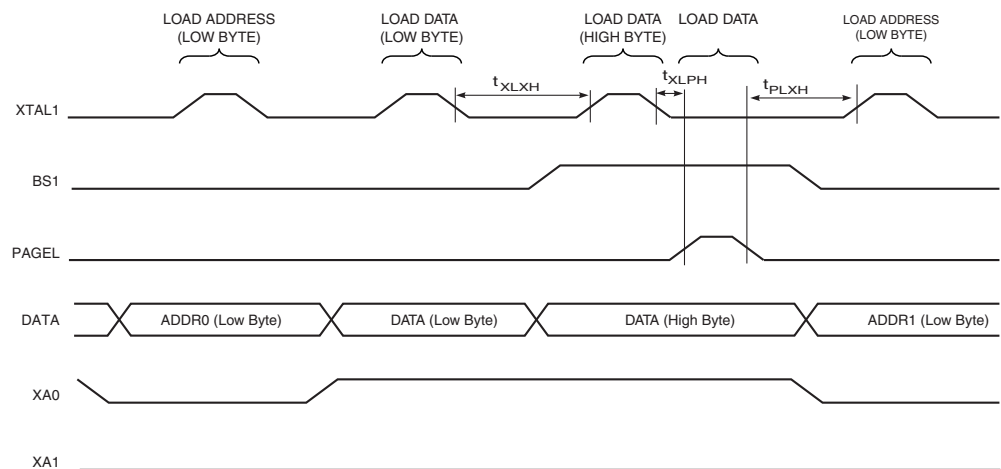 LOAD ADDRESS
(LOW BYTE)
LOAD DATA
(LOW BYTE)
LOAD DATA
(HIGH BYTE)
LOAD DATA
LOAD ADDRESS
(LOW BYTE)
tXLXH
tXLPH
tPLXH
XTAL1
BS1
PAGEL
DATA
ADDR0 (Low Byte)
DATA (Low Byte)
DATA (High Byte)
ADDR1 (Low Byte)
XA0
XA1